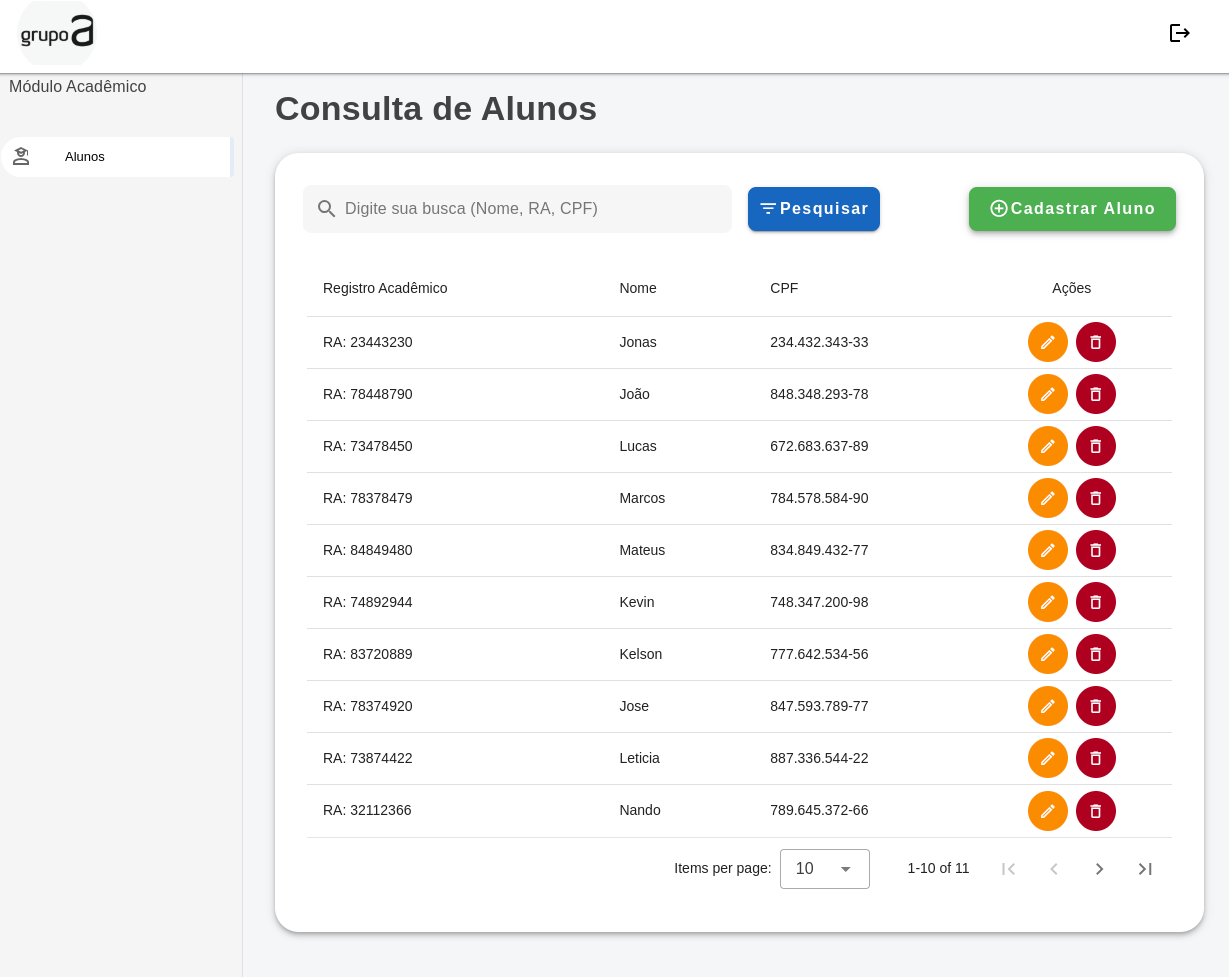 grupo a
Módulo Acadêmico
Alunos
Consulta de Alunos
Digite sua busca (Nome, RA, CPF)
Pesquisar
Cadastrar Aluno
Registro Acadêmico Nome CPF Ações
RA: 23443230 Jonas 234.432.343-33
RA: 78448790 João 848.348.293-78
RA: 73478450 Lucas 672.683.637-89
RA: 78378479 Marcos 784.578.584-90
RA: 84849480 Mateus 834.849.432-77
RA: 74892944 Kevin 748.347.200-98
RA: 83720889 Kelson 777.642.534-56
RA: 78374920 Jose 847.593.789-77
RA: 73874422 Leticia 887.336.544-22
RA: 32112366 Nando 789.645.372-66
Items per page: 10 1-10 of 11